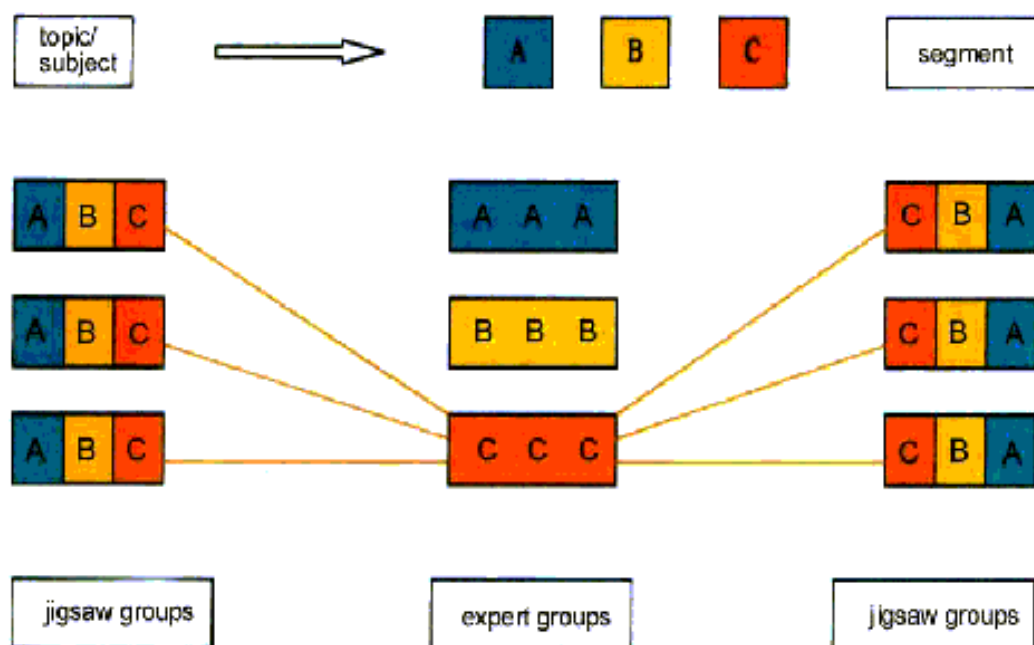 topic/
subject
A B C
segment
A B C
A A A
C B A
A B C
B B B
C B A
A B C
C C C
C B A
jigsaw groups
expert groups
jigsaw groups